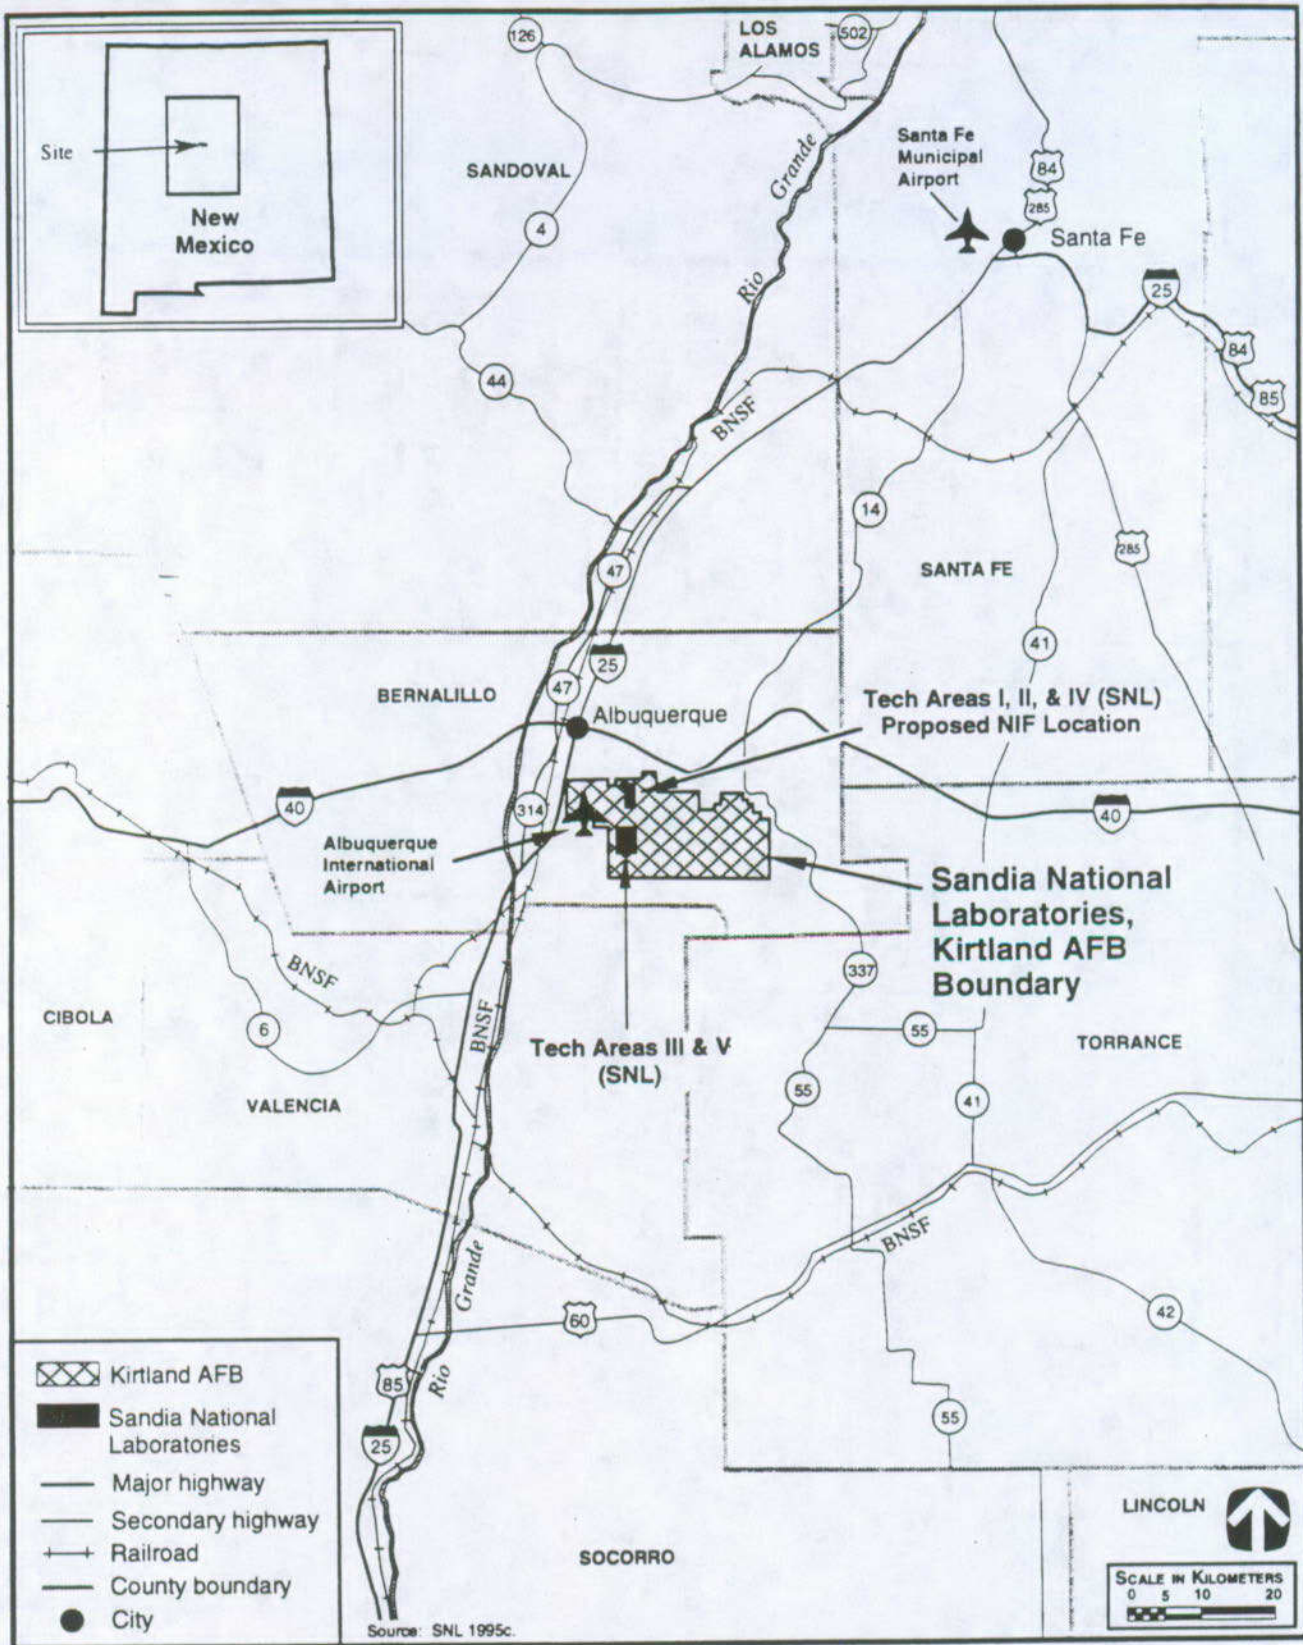 126
LOS
ALAMOS
502
Site
New
Mexico
SANDOVAL
Rio Grande
Santa Fe
Municipal
Airport
84
285
Santa Fe
4
25
84
85
44
BNSF
14
285
47
SANTA FE
41
25
BERNALILLO
47
Albuquerque
Tech Areas I, II, & IV (SNL)
Proposed NIF Location
40
314
40
Albuquerque
International
Airport
Sandia National
Laboratories,
Kirtland AFB
Boundary
BNSF
337
CIBOLA
6
BNSF
Tech Areas III & V
(SNL)
55
TORRANCE
55
41
VALENCIA
BNSF
Rio Grande
60
42
Kirtland AFB
Sandia National
Laboratories
Major highway
Secondary highway
Railroad
County boundary
City
85
25
55
LINCOLN
SOCORRO
SCALE IN KILOMETERS
0 5 10 20
Source: SNL 1995c.